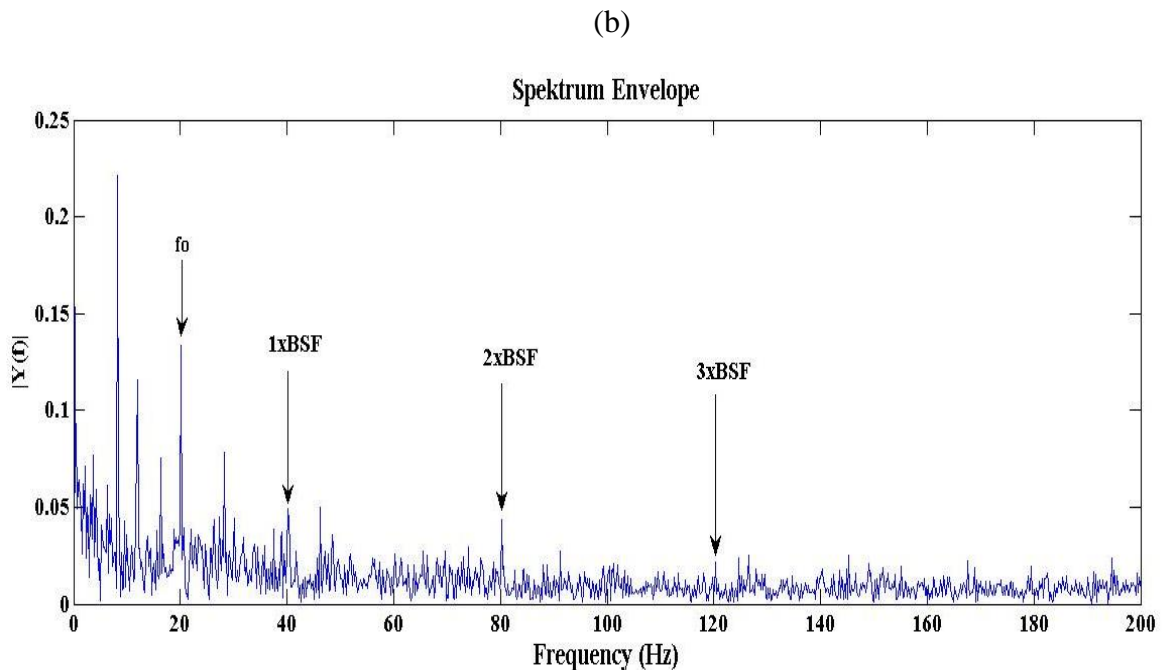 (b)
Spektrum Envelope
0.25
0.2
0.15
0.1
0.05
0
|Y(f)|
fo
1xBSF
2xBSF
3xBSF
0 20 40 60 80 100 120 140 160 180 200
Frequency (Hz)